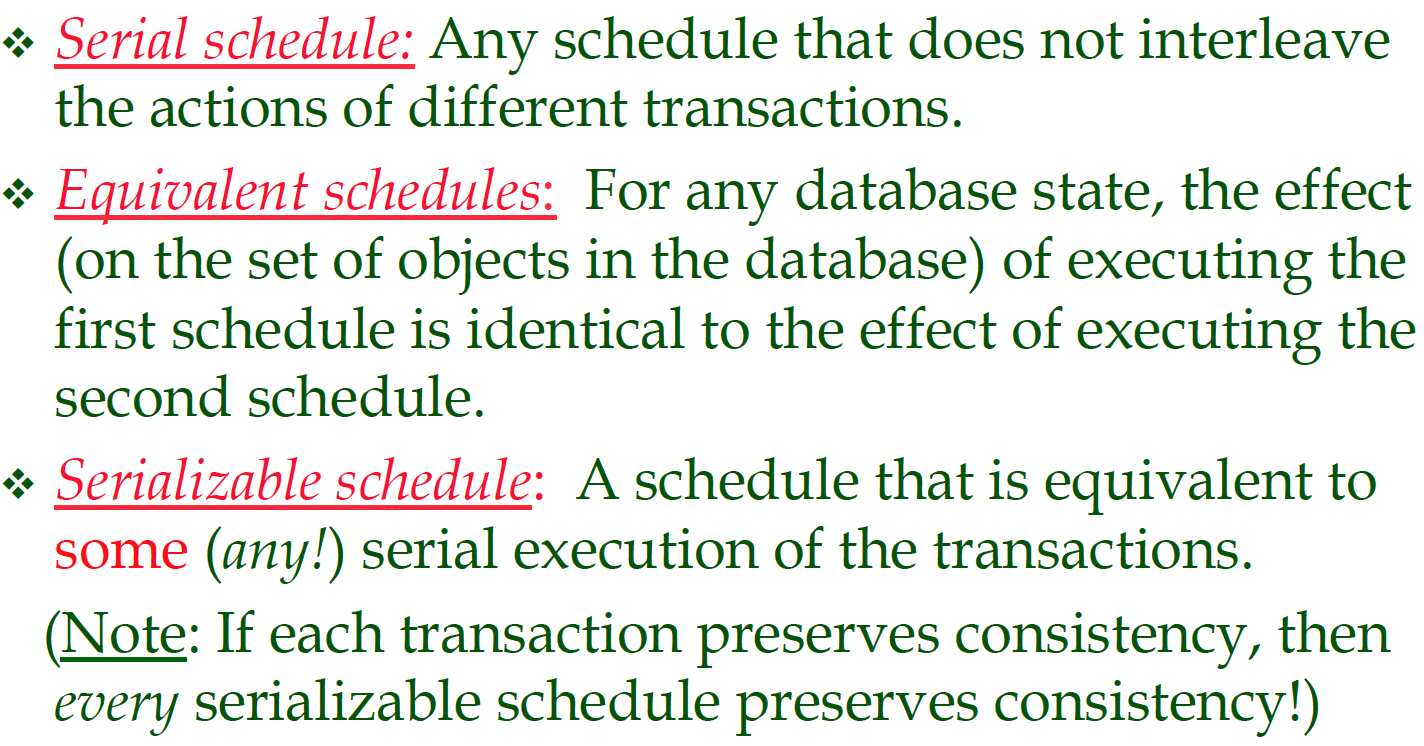 ❖ Serial schedule: Any schedule that does not interleave
the actions of different transactions.
❖ Equivalent schedules: For any database state, the effect
(on the set of objects in the database) of executing the
first schedule is identical to the effect of executing the
second schedule.
❖ Serializable schedule: A schedule that is equivalent to
some (any!) serial execution of the transactions.
(Note: If each transaction preserves consistency, then
every serializable schedule preserves consistency!)